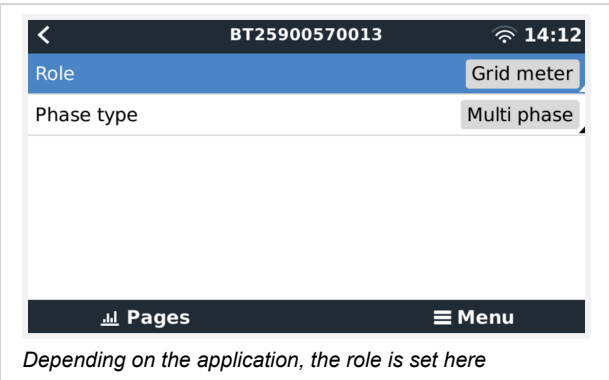 BT25900570013 14:12
Role Grid meter
Phase type Multi phase
Pages Menu
Depending on the application, the role is set here